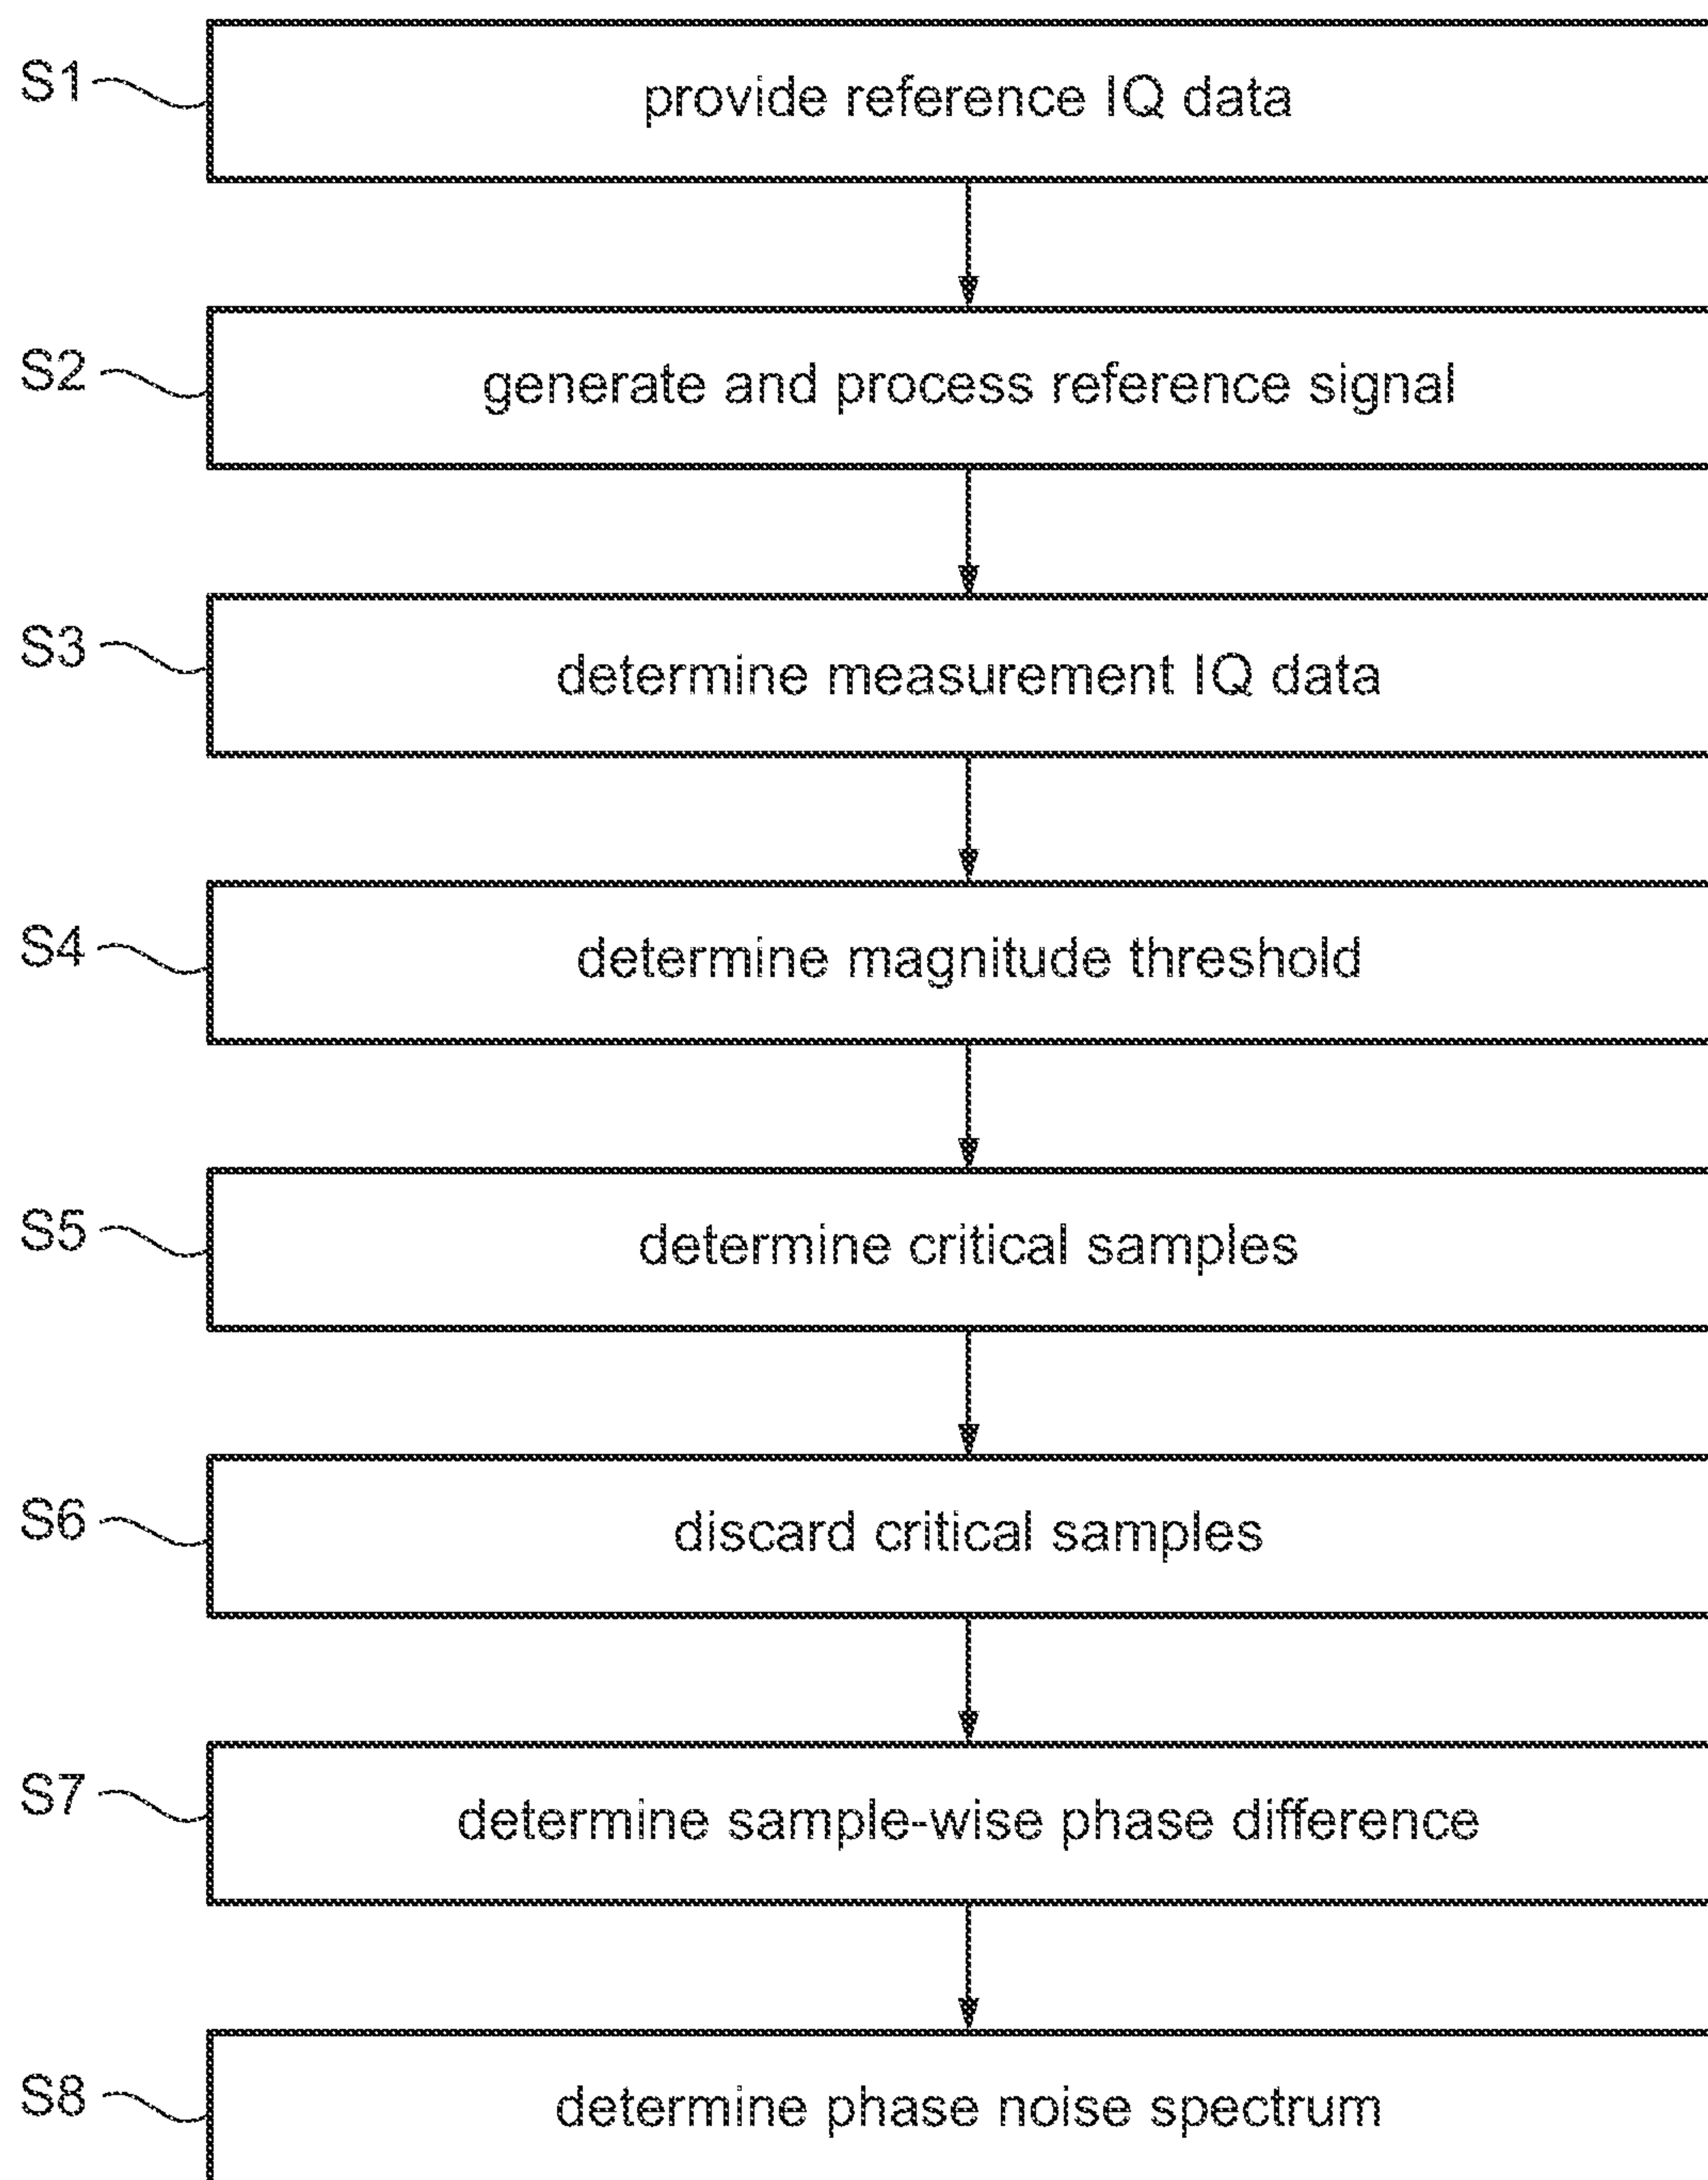 S1 provide reference IQ data
S2 generate and process reference signal
S3 determine measurement IQ data
S4 determine magnitude threshold
S5 determine critical samples
S6 discard critical samples
S7 determine sample-wise phase difference
S8 determine phase noise spectrum